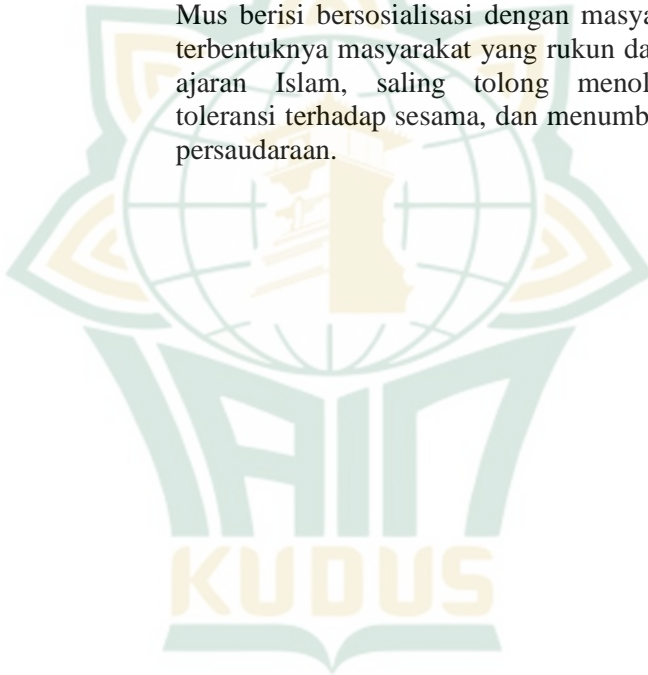 Mus berisi bersosialisasi dengan masya
terbentuknya masyarakat yang rukun da
ajaran Islam, saling tolong menol
toleransi terhadap sesama, dan menumb
persaudaraan.
IAIN
KUDUS